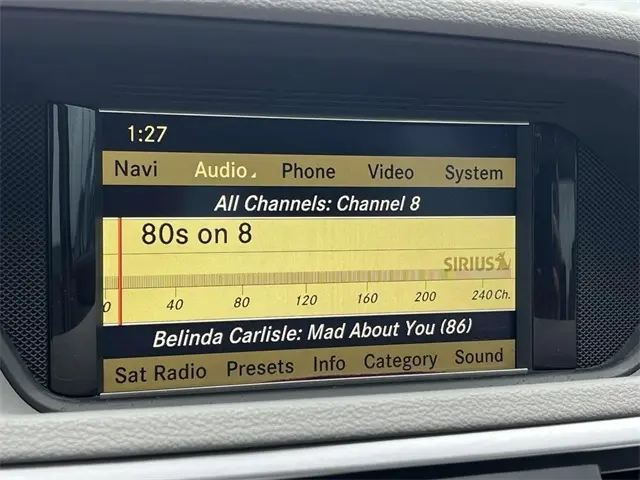 1:27
Navi Audio Phone Video System
All Channels: Channel 8
80s on 8
SIRIUS
0 40 80 120 160 200 240 Ch.
Belinda Carlisle: Mad About You (86)
Sat Radio Presets Info Category Sound